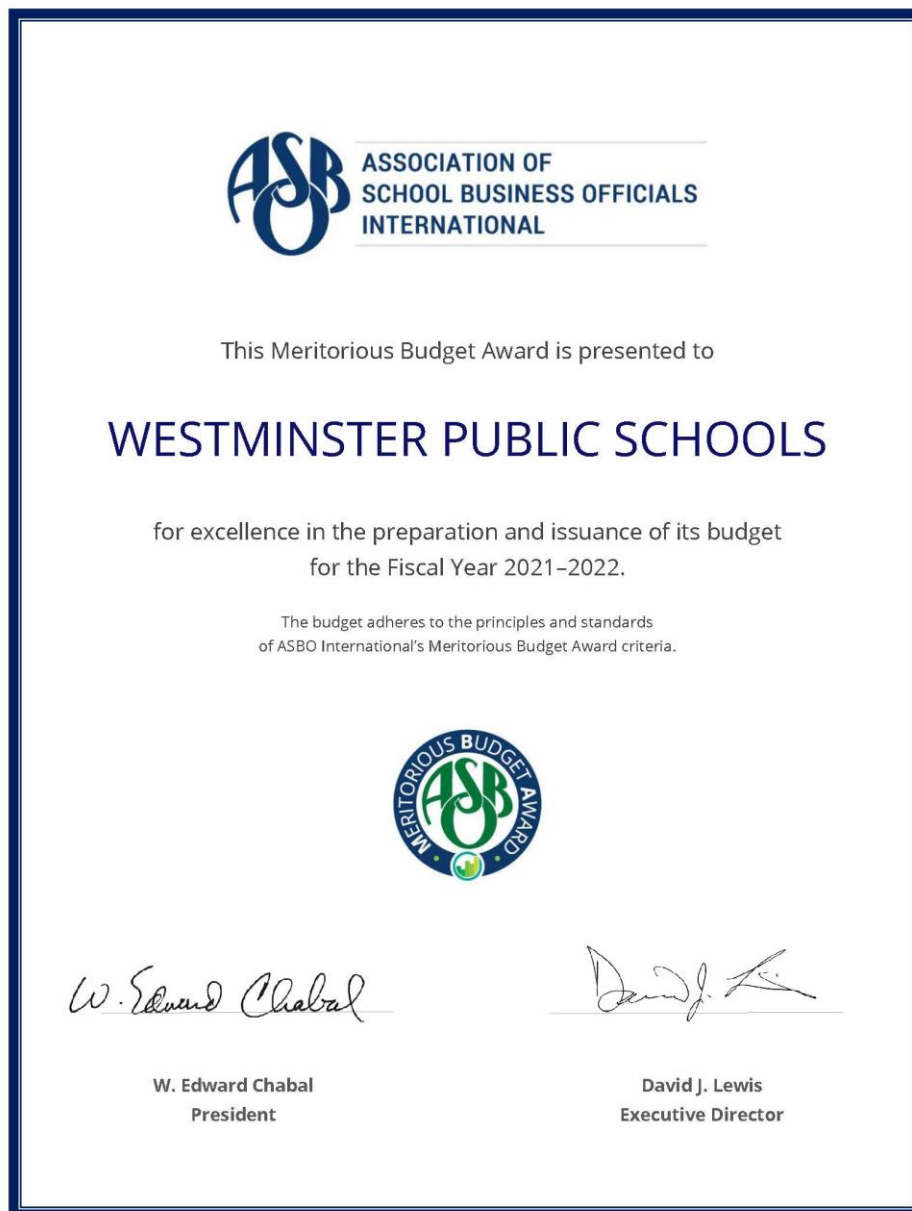 ASBO
ASSOCIATION OF
SCHOOL BUSINESS OFFICIALS
INTERNATIONAL
This Meritorious Budget Award is presented to
WESTMINSTER PUBLIC SCHOOLS
for excellence in the preparation and issuance of its budget
for the Fiscal Year 2021–2022.
The budget adheres to the principles and standards
of ASBO International’s Meritorious Budget Award criteria.
MERITORIOUS BUDGET AWARD
ASBO
W. Edward Chabal
David J. Lewis
W. Edward Chabal
David J. Lewis
President
Executive Director